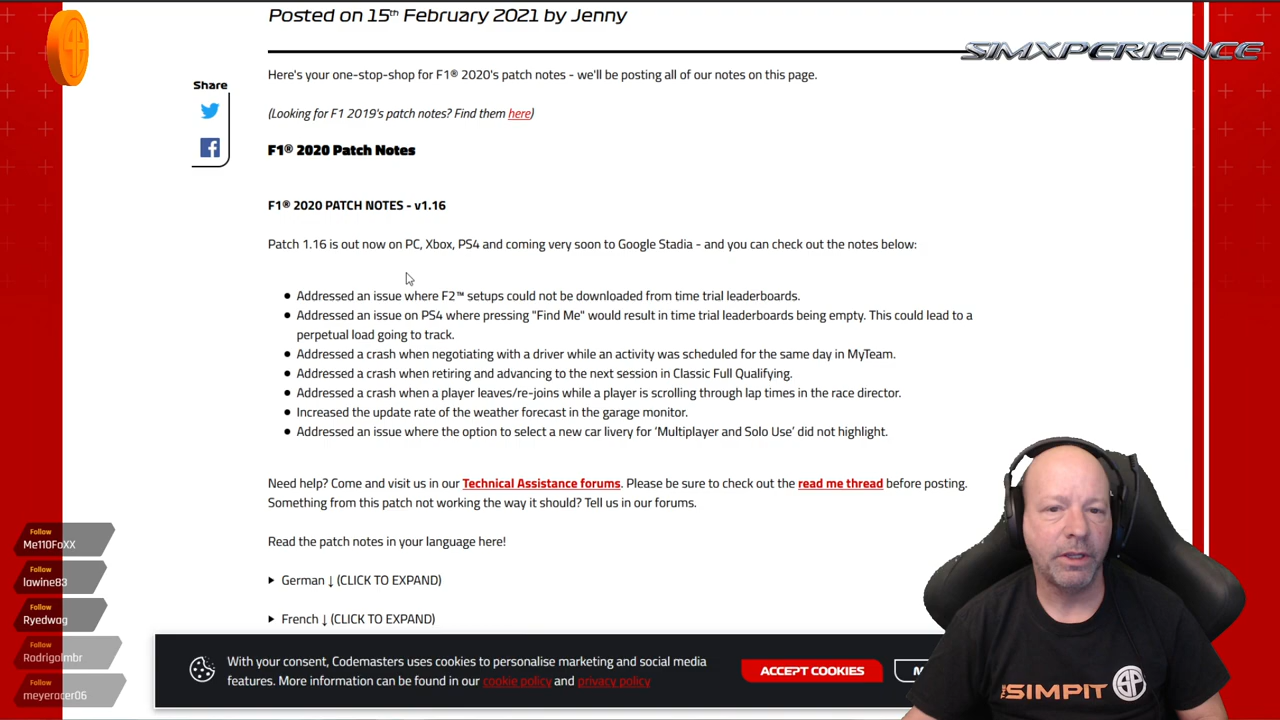 Posted on 15th February 2021 by Jenny
SIMXPERIENCE
Share
Here's your one-stop-shop for F1® 2020's patch notes - we'll be posting all of our notes on this page.
(Looking for F1 2019's patch notes? Find them here)
F1® 2020 Patch Notes
F1® 2020 PATCH NOTES - v1.16
Patch 1.16 is out now on PC, Xbox, PS4 and coming very soon to Google Stadia - and you can check out the notes below:
● Addressed an issue where F2™ setups could not be downloaded from time trial leaderboards.
● Addressed an issue on PS4 where pressing "Find Me" would result in time trial leaderboards being empty. This could lead to a
perpetual load going to track.
● Addressed a crash when negotiating with a driver while an activity was scheduled for the same day in MyTeam.
● Addressed a crash when retiring and advancing to the next session in Classic Full Qualifying.
● Addressed a crash when a player leaves/re-joins while a player is scrolling through lap times in the race director.
● Increased the update rate of the weather forecast in the garage monitor.
● Addressed an issue where the option to select a new car livery for ‘Multiplayer and Solo Use’ did not highlight.
Need help? Come and visit us in our Technical Assistance forums. Please be sure to check out the read me thread before posting.
Something from this patch not working the way it should? Tell us in our forums.
Read the patch notes in your language here!
German ↓ (CLICK TO EXPAND)
French ↓ (CLICK TO EXPAND)
With your consent, Codemasters uses cookies to personalise marketing and social media
features. More information can be found in our cookie policy and privacy policy
ACCEPT COOKIES
Follow
Me110FoXX
Follow
lawine83
Follow
Ryedwag
Follow
Rodrigolmbr
Follow
meyeracer06
THE SIMPIT